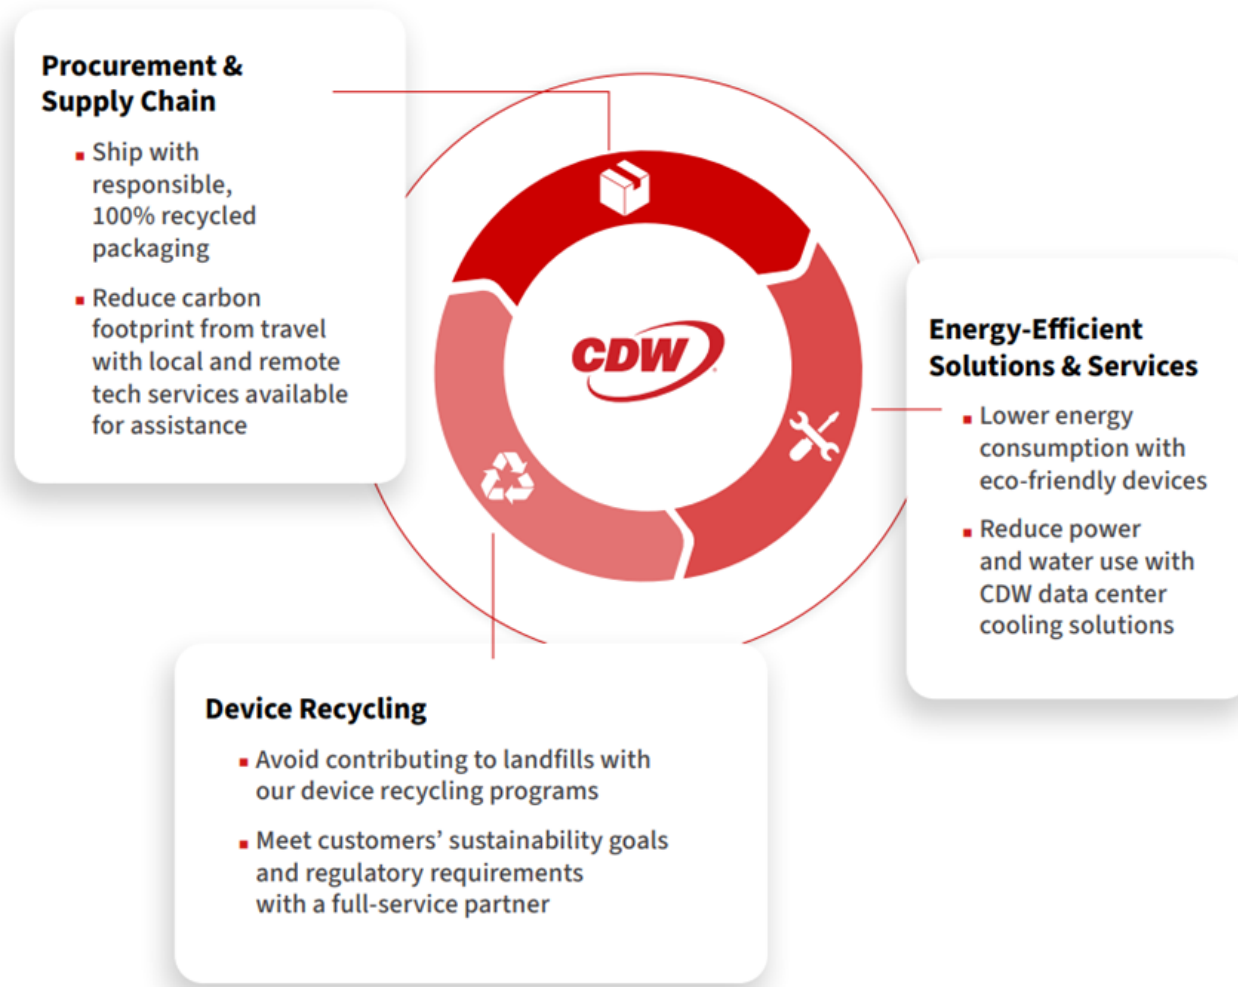 Procurement &
Supply Chain
▪ Ship with
responsible,
100% recycled
packaging
▪ Reduce carbon
footprint from travel
with local and remote
tech services available
for assistance
CDW
Energy-Efficient
Solutions & Services
▪ Lower energy
consumption with
eco-friendly devices
▪ Reduce power
and water use with
CDW data center
cooling solutions
Device Recycling
▪ Avoid contributing to landfills with
our device recycling programs
▪ Meet customers’ sustainability goals
and regulatory requirements
with a full-service partner